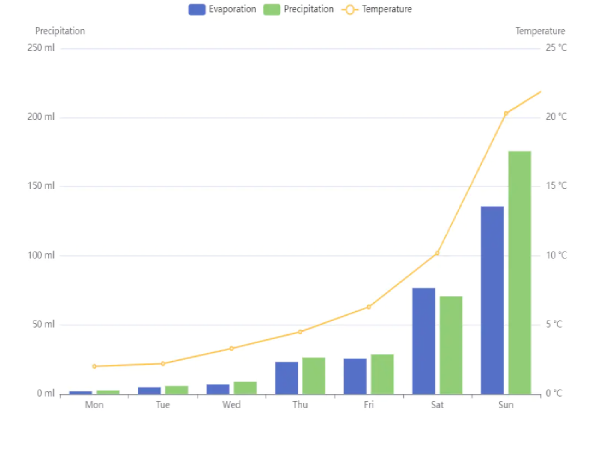 Evaporation Precipitation Temperature
Precipitation Temperature
250 ml 25 °C
200 ml 20 °C
150 ml 15 °C
100 ml 10 °C
50 ml 5 °C
0 ml 0 °C
Mon Tue Wed Thu Fri Sat Sun